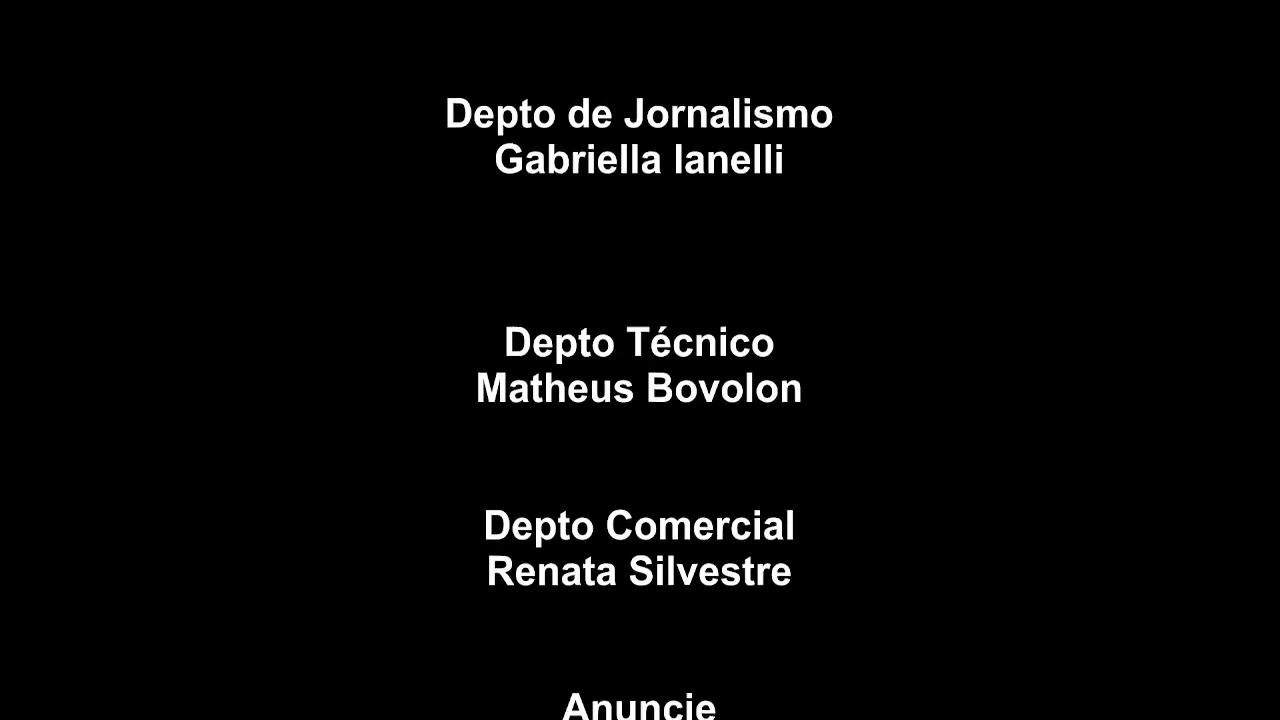 Depto de Jornalismo
Gabriella Ianelli
Depto Técnico
Matheus Bovolon
Depto Comercial
Renata Silvestre
Anuncie